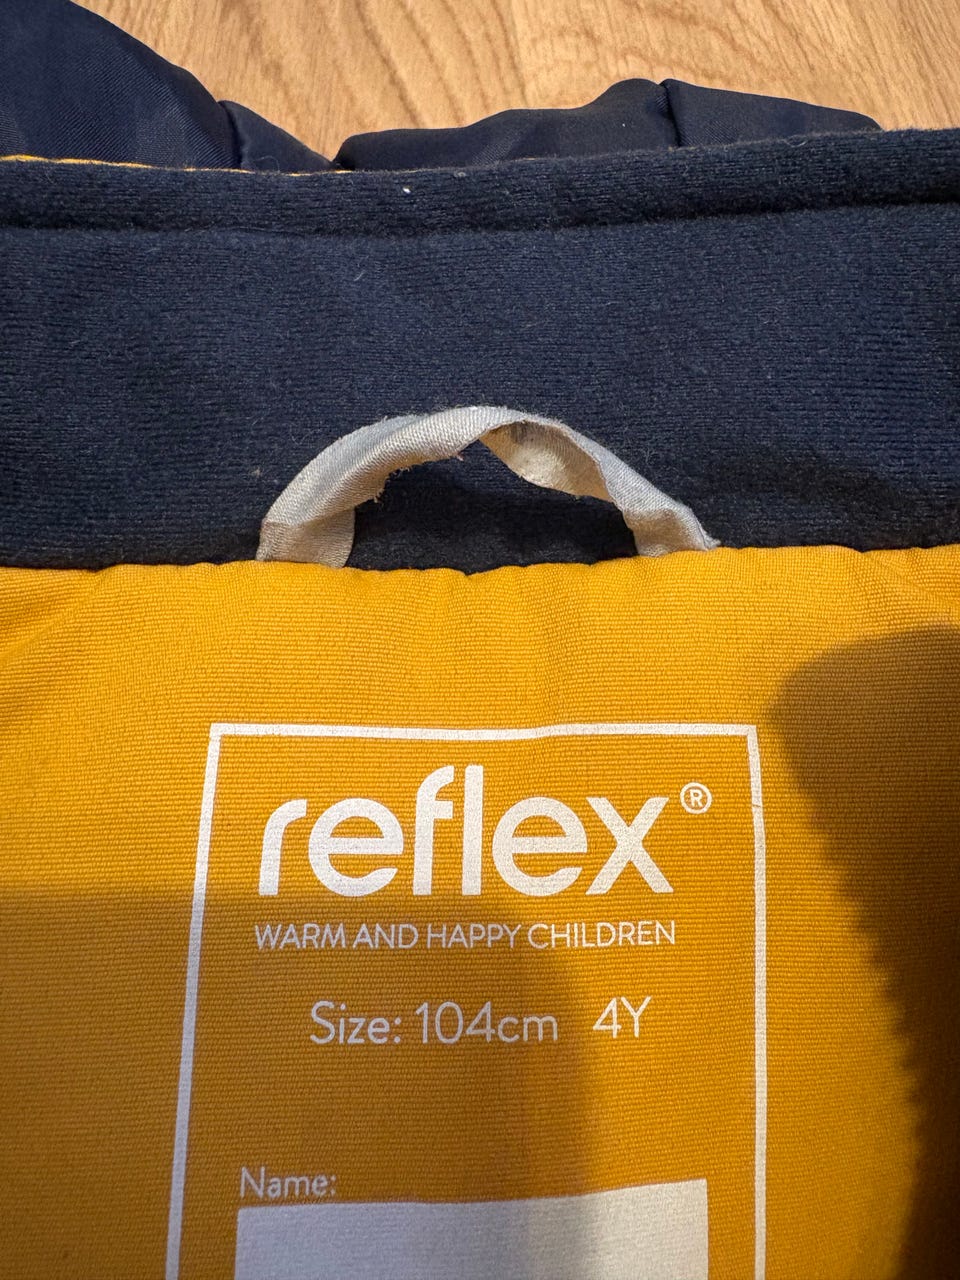 reflex®
WARM AND HAPPY CHILDREN
Size: 104cm 4Y
Name: